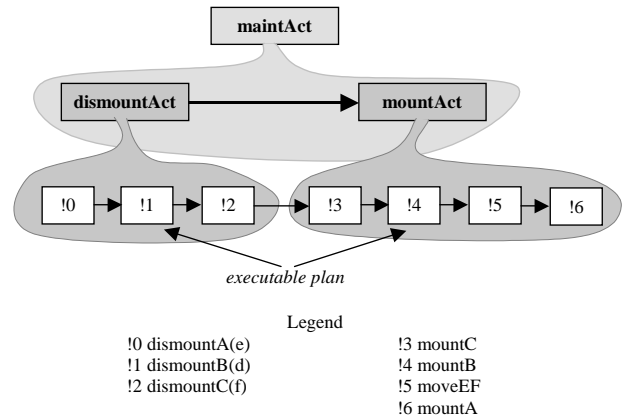 maintAct
dismountAct mountAct
!0 !1 !2 !3 !4 !5 !6
executable plan
Legend
!0 dismountA(e) !3 mountC
!1 dismountB(d) !4 mountB
!2 dismountC(f) !5 moveEF
!6 mountA